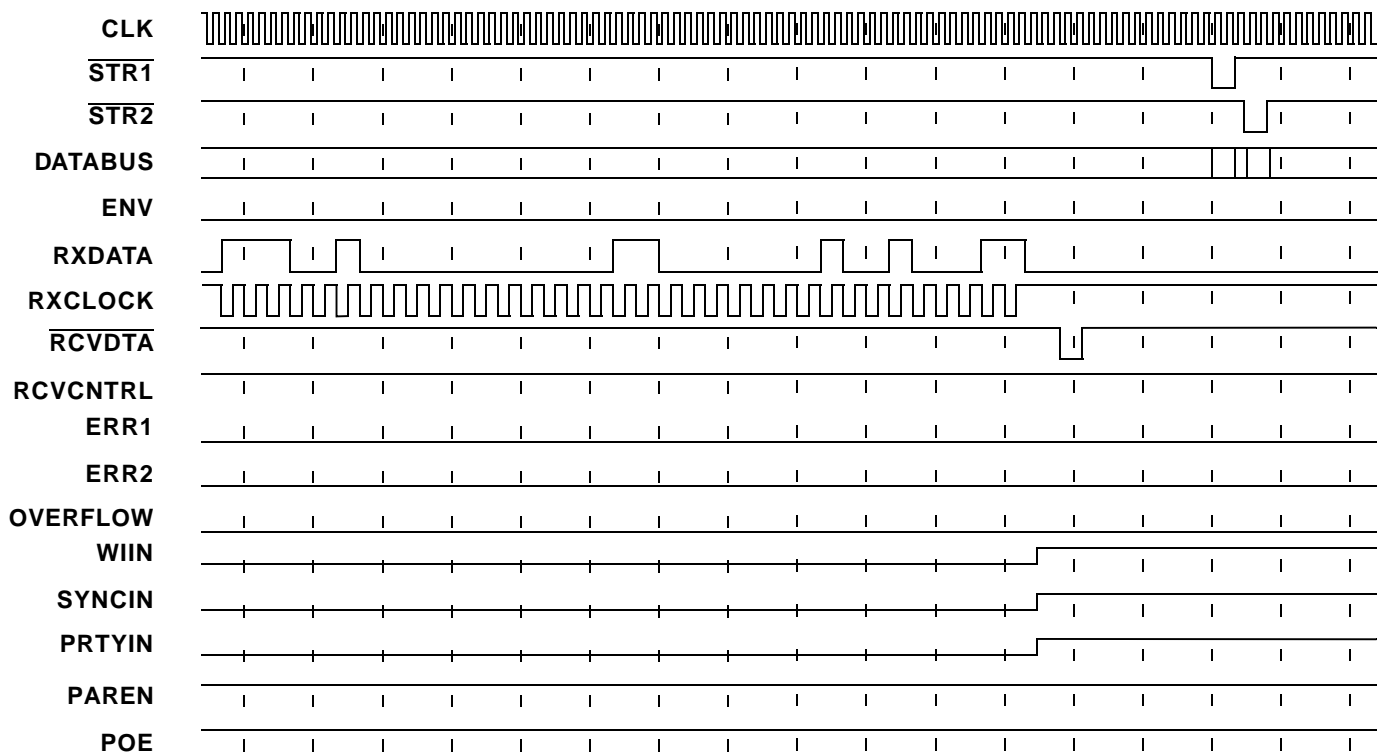 CLK
STR1
STR2
DATABUS
ENV
RXDATA
RXCLOCK
RCVDTA
RCVCNTRL
ERR1
ERR2
OVERFLOW
WIIN
SYNCIN
PRTYIN
PAREN
POE